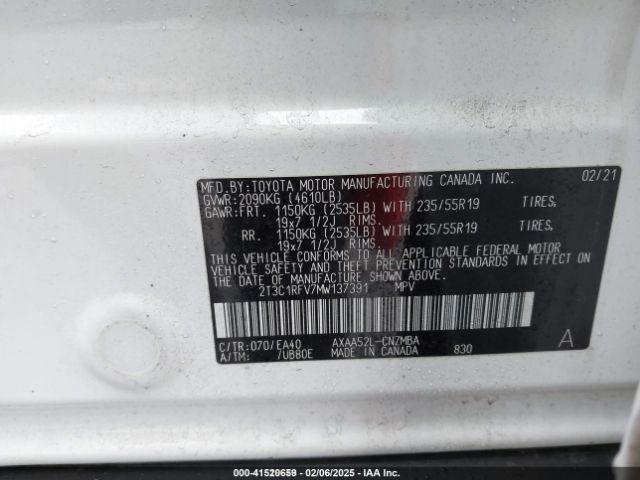 MFD.BY:TOYOTA MOTOR MANUFACTURING CANADA INC. 02/21
GVWR:2090KG (4610LB)
GAWR:FRT. 1150KG (2535LB) WITH 235/55R19 TIRES,
19x7 1/2J RIMS.
RR. 1150KG (2535LB) WITH 235/55R19 TIRES,
19x7 1/2J RIMS.
THIS VEHICLE CONFORMS TO ALL APPLICABLE FEDERAL MOTOR
VEHICLE SAFETY AND THEFT PREVENTION STANDARDS IN EFFECT
ON THE DATE OF MANUFACTURE SHOWN ABOVE.
2T3C1RFV7MW137391 MPV
C/TR:070/EA40 AXAA52L-CNZMBA A
A/TM: /UB80E MADE IN CANADA 830
000-41520659 - 02/06/2025 - IAA Inc.